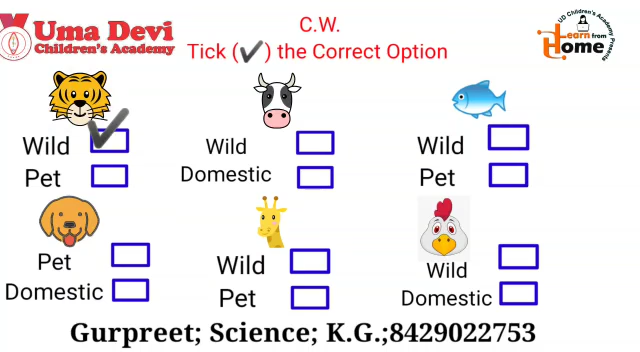 Uma Devi
Children's Academy
C.W.
Tick (✔) the Correct Option
UD Children's Academy Presents
Learn from
Home
Wild
Pet
Wild
Domestic
Wild
Pet
Pet
Domestic
Wild
Pet
Wild
Domestic
Gurpreet; Science; K.G.;8429022753